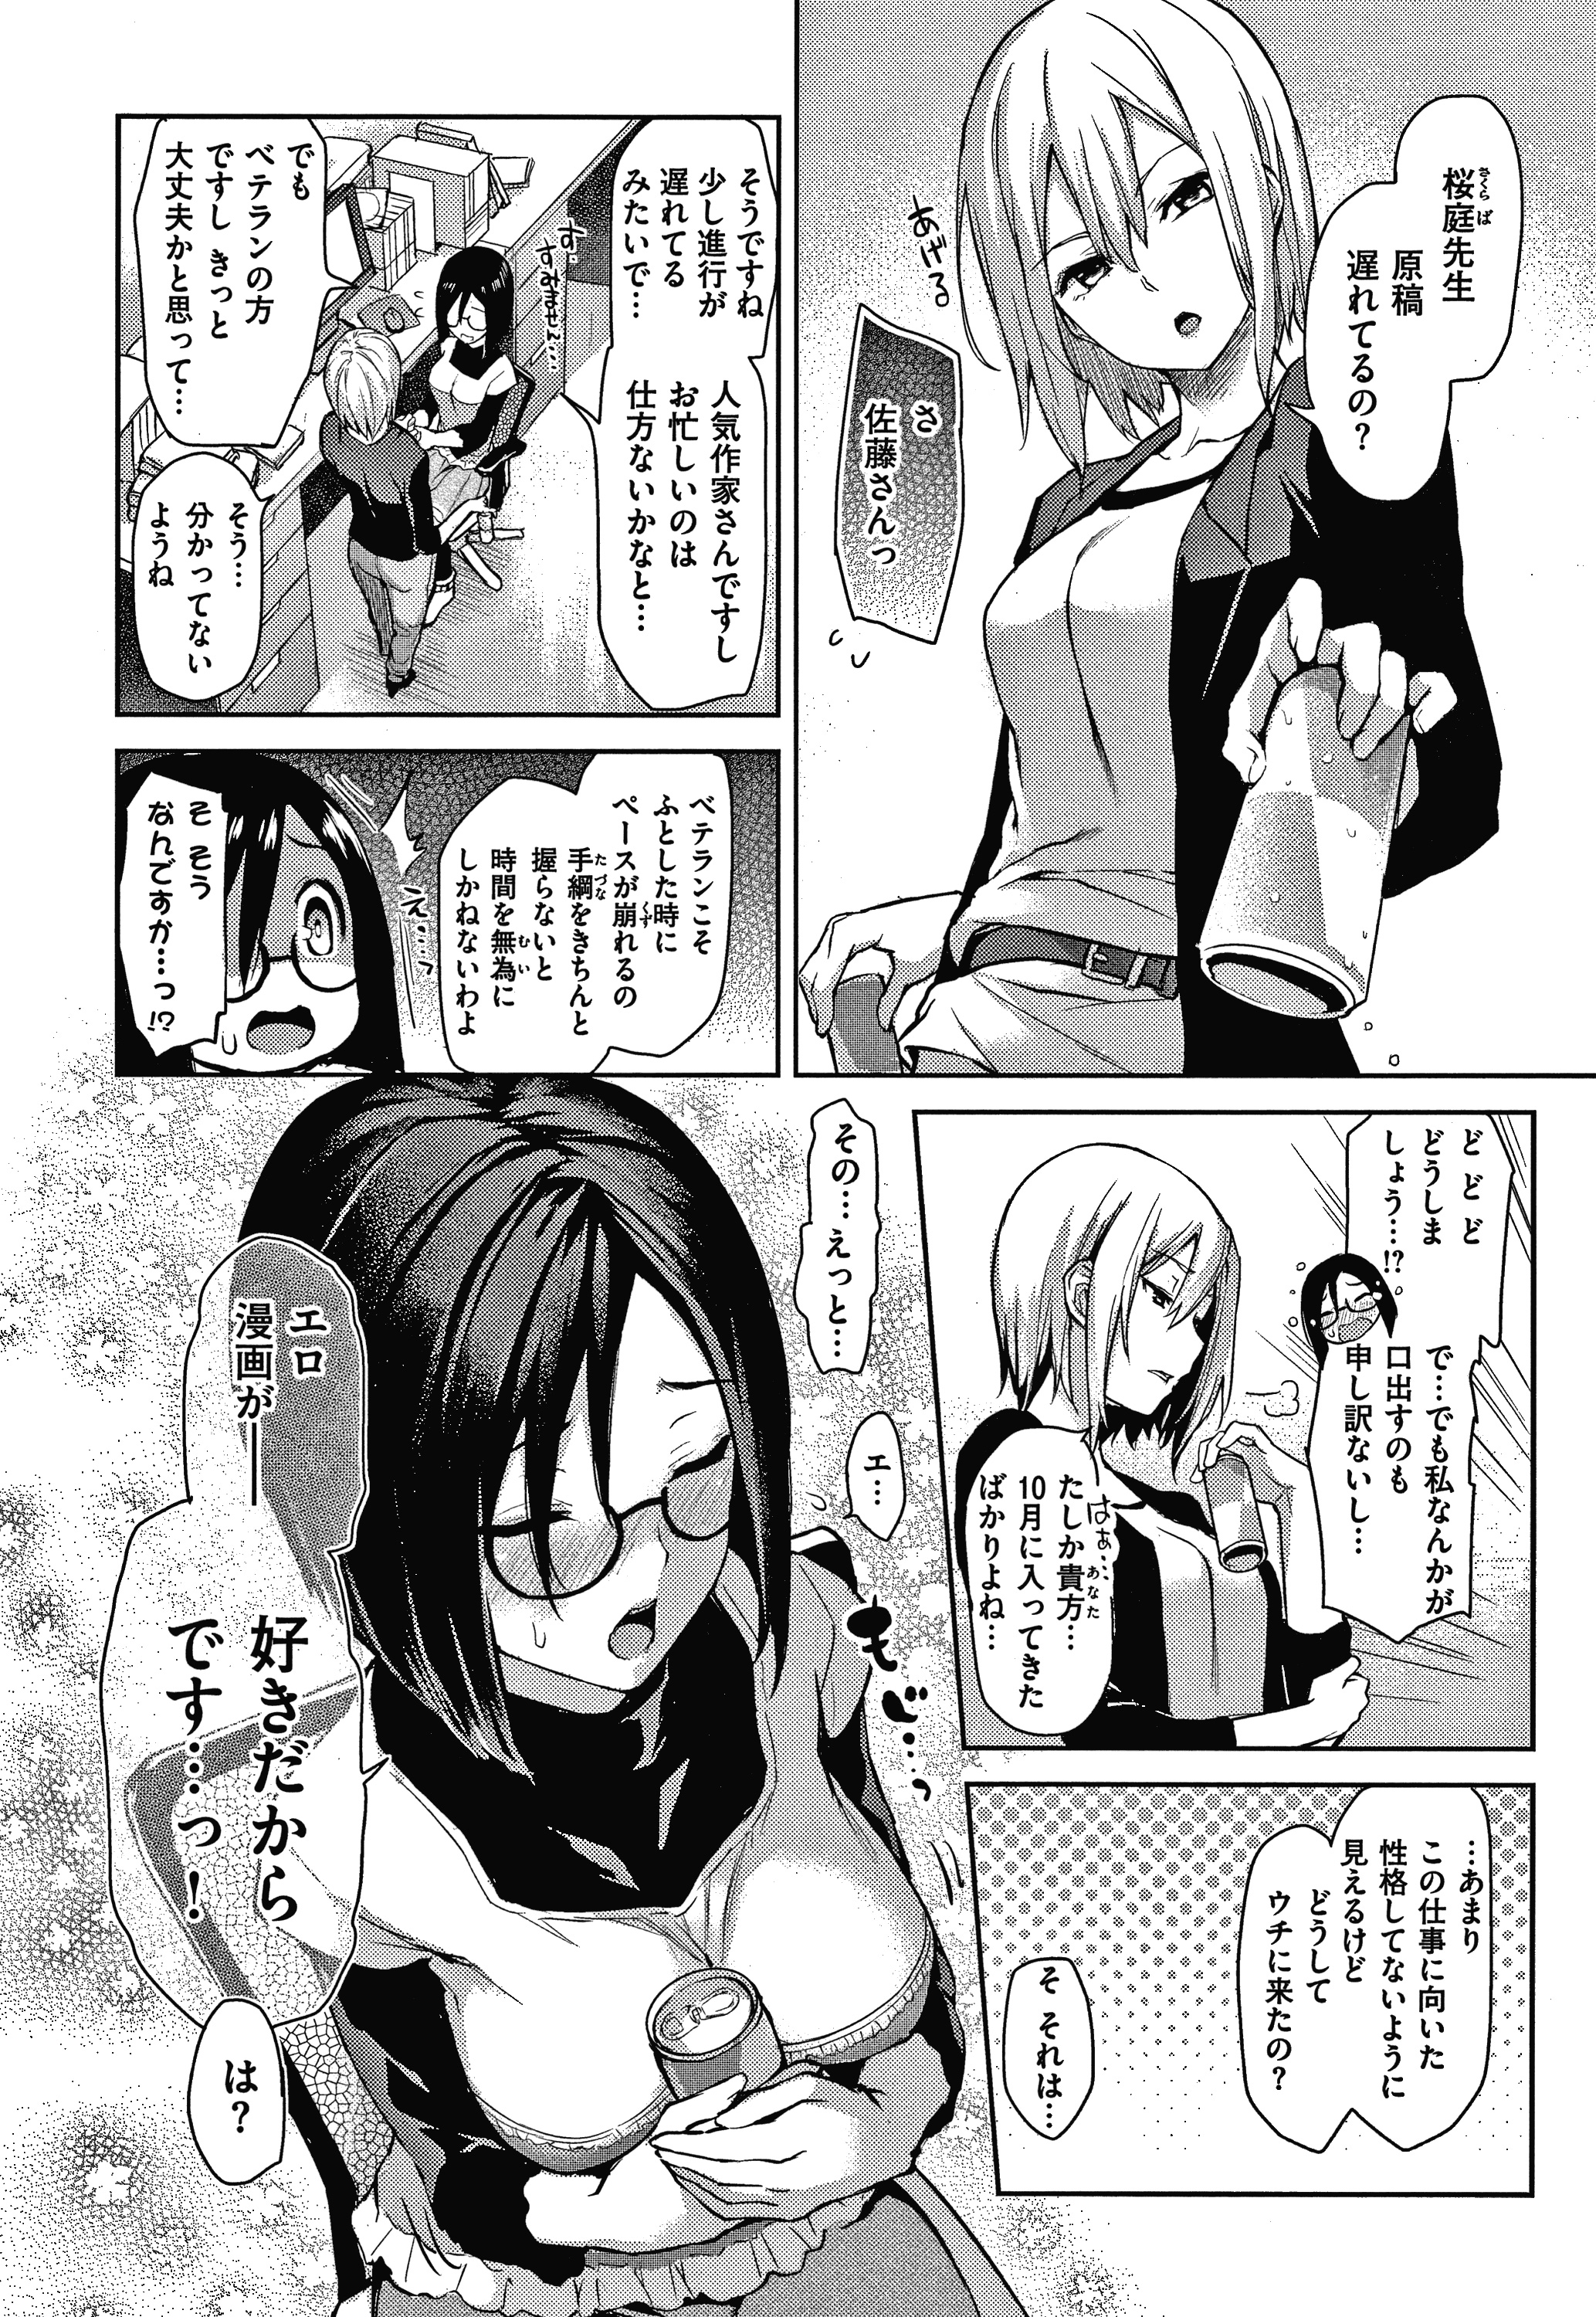 桜庭先生
原稿
遅れてるの？
さくらば
あげる
さ
佐藤さんっ
そうですね
少し進行が
遅れてる
みたいで…
人気作家さんですし
お忙しいのは
仕方ないかなと…
す…
すみません…
でも
ベテランの方
ですし きっと
大丈夫かと思って…
そう…
分かってない
ようね
ベテランこそ
ふとした時に
ペースが崩れるの
くず
手綱をきちんと
たづな
握らないと
時間を無為に
むい
しかねないわよ
え…っ
そ そう
なんですか…っ!?
ど ど ど
どうしま
しょう…!?
で…でも私なんかが
口出すのも
申し訳ないし…
はぁ…
たしか貴方…
あなた
10月に入ってきた
ばかりよね…
…あまり
この仕事に向いた
性格してないように
見えるけど
どうして
ウチに来たの？
そ それは…
その…えっと…
エ…
もじ…っ
エロ
漫画が――
好きだから
です…っ！
は？